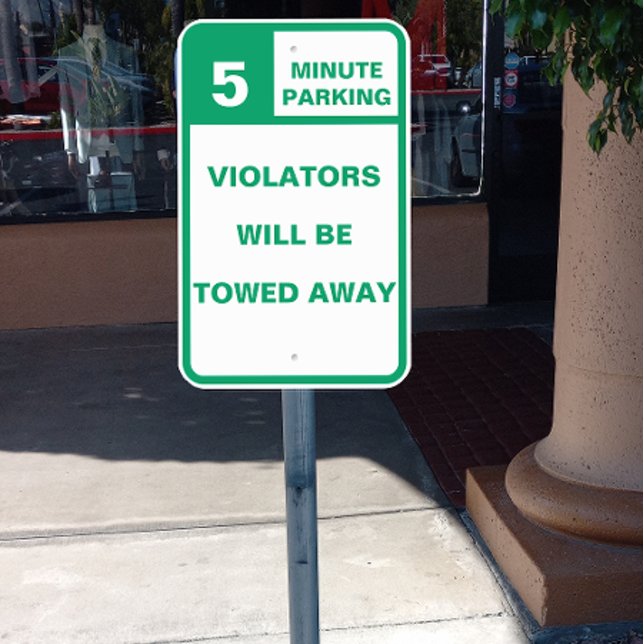 5 MINUTE
PARKING
VIOLATORS
WILL BE
TOWED AWAY